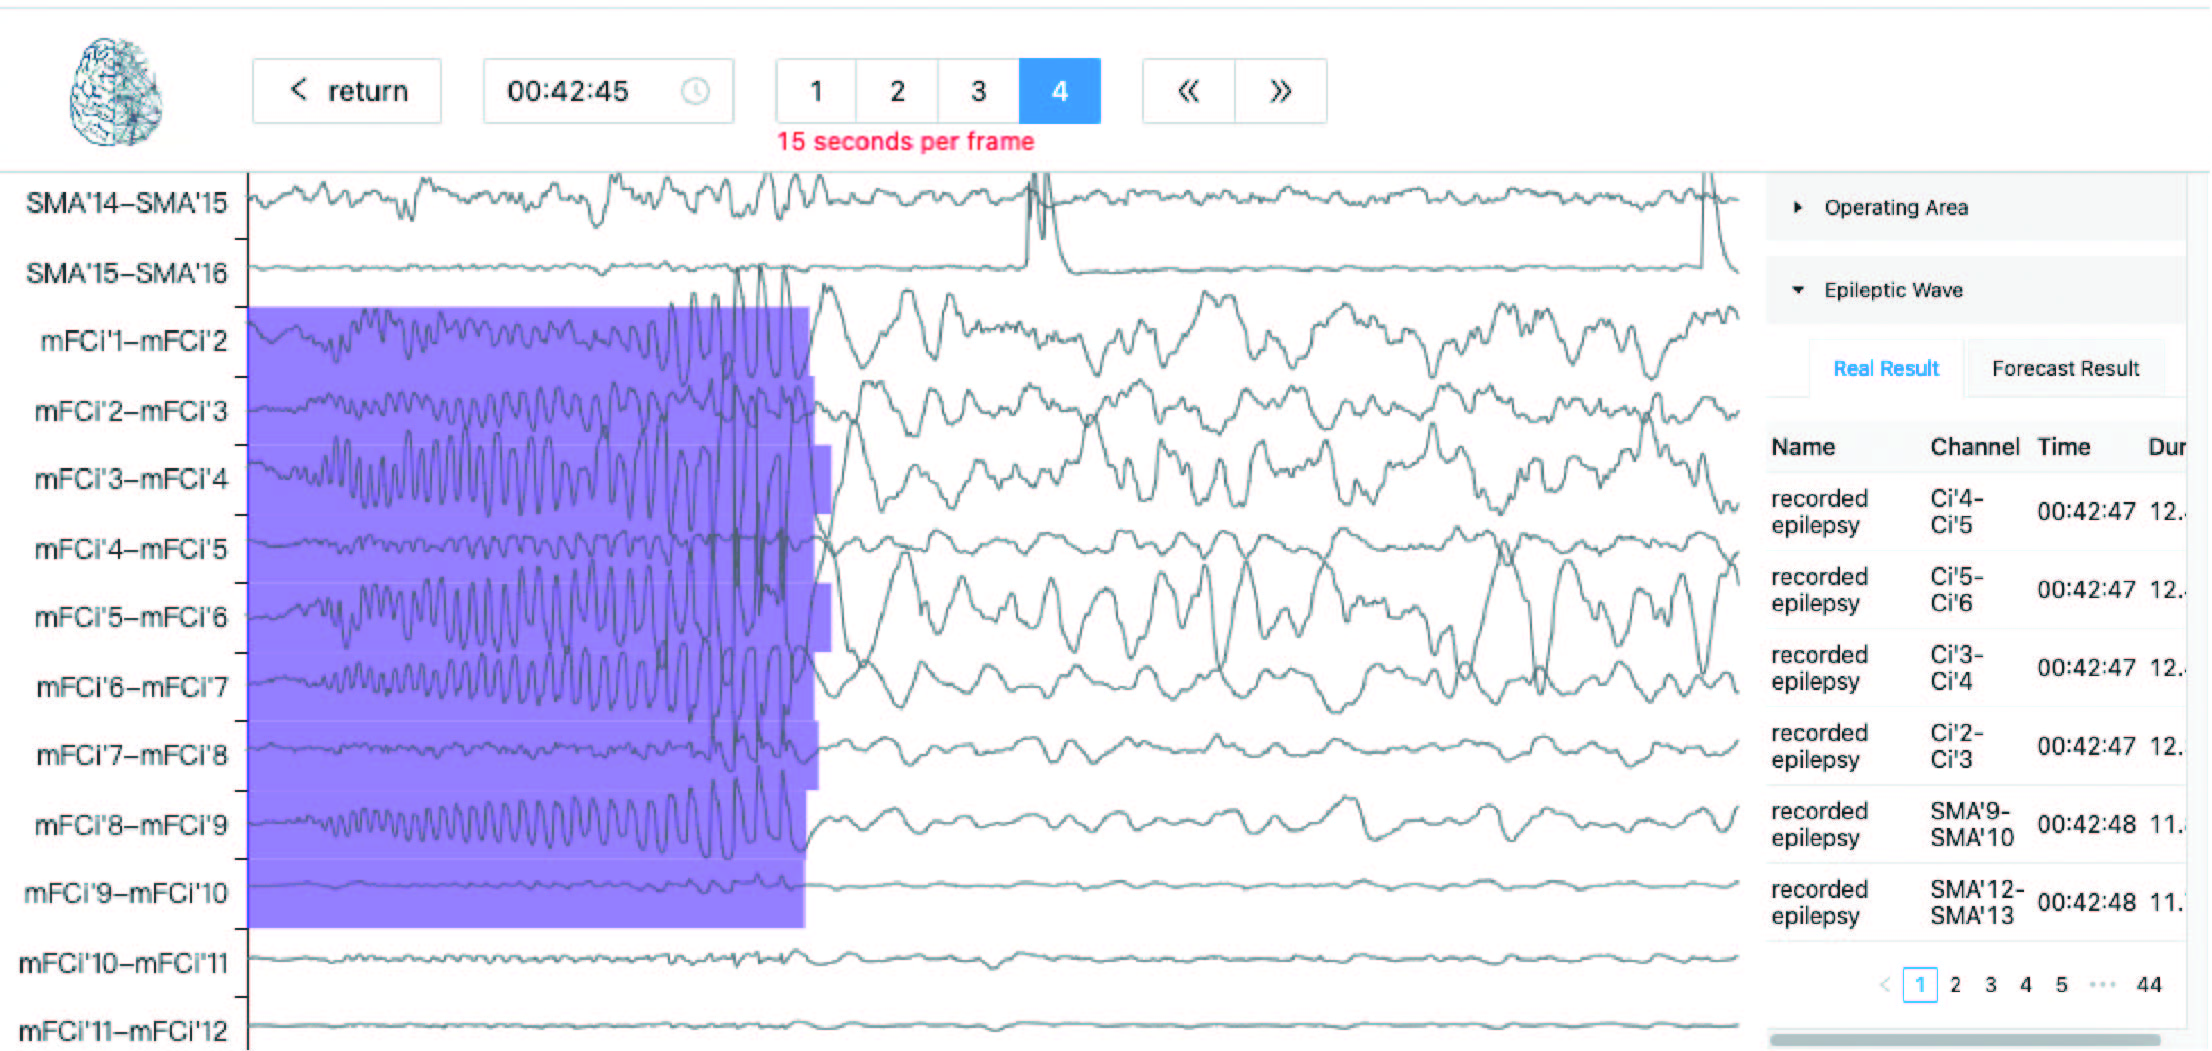 return
00:42:45
1 2 3 4
15 seconds per frame
SMA'14–SMA'15
SMA'15–SMA'16
mFCi'1–mFCi'2
mFCi'2–mFCi'3
mFCi'3–mFCi'4
mFCi'4–mFCi'5
mFCi'5–mFCi'6
mFCi'6–mFCi'7
mFCi'7–mFCi'8
mFCi'8–mFCi'9
mFCi'9–mFCi'10
mFCi'10–mFCi'11
mFCi'11–mFCi'12
Operating Area
Epileptic Wave
Real Result Forecast Result
Name Channel Time Dur
recorded Ci'4-
epilepsy Ci'5 00:42:47 12.
recorded Ci'5-
epilepsy Ci'6 00:42:47 12.
recorded Ci'3-
epilepsy Ci'4 00:42:47 12.
recorded Ci'2-
epilepsy Ci'3 00:42:47 12.
recorded SMA'9-
epilepsy SMA'10 00:42:48 11.
recorded SMA'12-
epilepsy SMA'13 00:42:48 11.
< 1 2 3 4 5 ••• 44